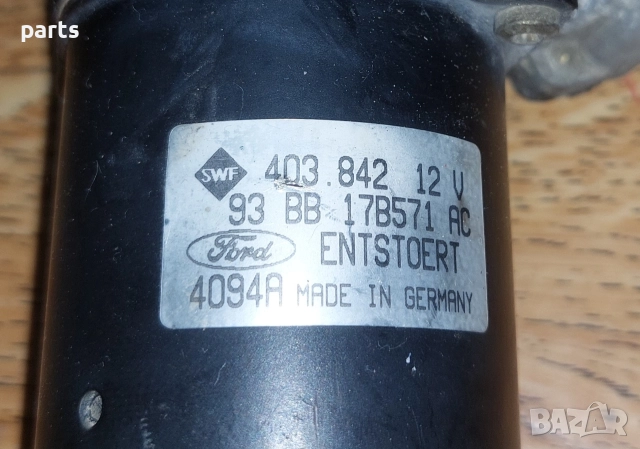 parts
SWF 403.842 12 V
93 BB 17B571 AC
Ford ENTSTOERT
4094A MADE IN GERMANY
BAZAR